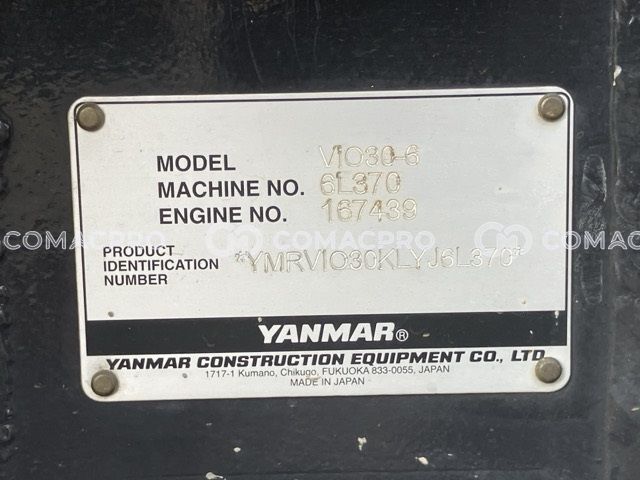 MODEL VIO30-6
MACHINE NO. 6L370
ENGINE NO. 167439
COMACPRO COMACPRO COMACPRO
PRODUCT
IDENTIFICATION
NUMBER
*YMRVIO30KLYJ6L370*
YANMAR®
YANMAR CONSTRUCTION EQUIPMENT CO., LTD.
1717-1 Kumano, Chikugo, FUKUOKA 833-0055, JAPAN
MADE IN JAPAN